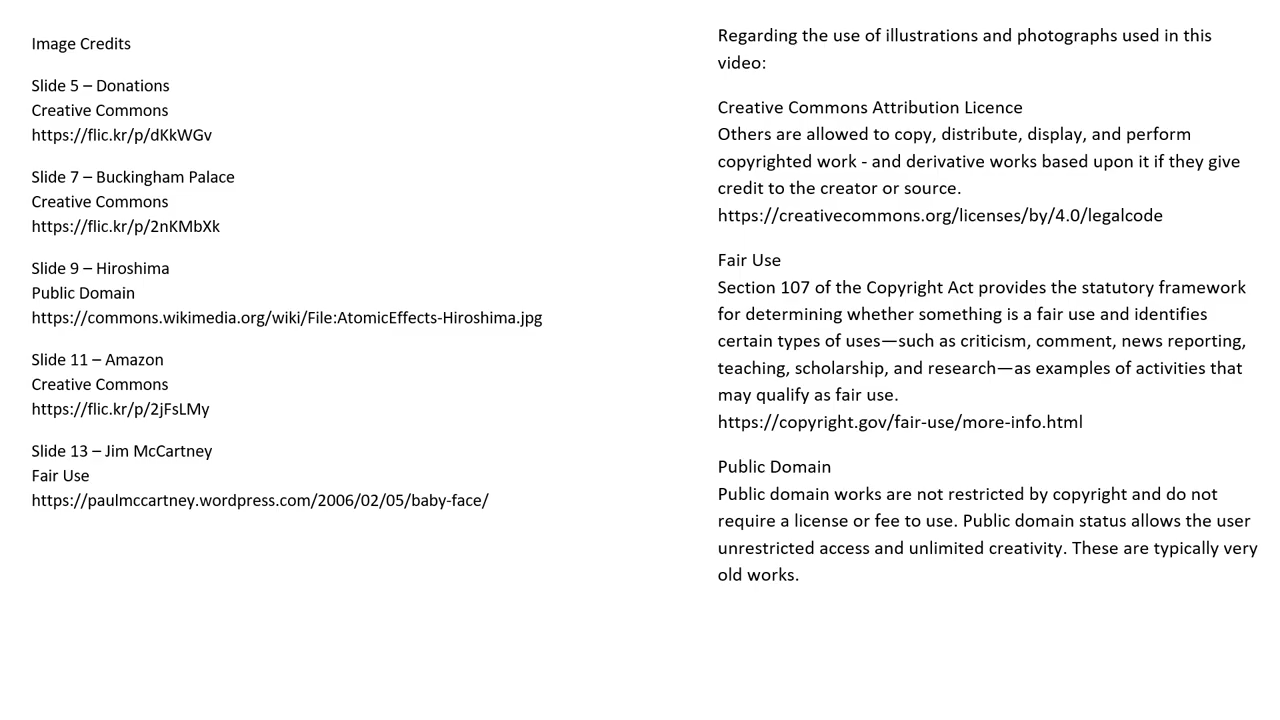 Image Credits
Slide 5 – Donations
Creative Commons
https://flic.kr/p/dKkWGv
Slide 7 – Buckingham Palace
Creative Commons
https://flic.kr/p/2nKMbXk
Slide 9 – Hiroshima
Public Domain
https://commons.wikimedia.org/wiki/File:AtomicEffects-Hiroshima.jpg
Slide 11 – Amazon
Creative Commons
https://flic.kr/p/2jFsLMy
Slide 13 – Jim McCartney
Fair Use
https://paulmccartney.wordpress.com/2006/02/05/baby-face/
Regarding the use of illustrations and photographs used in this
video:
Creative Commons Attribution Licence
Others are allowed to copy, distribute, display, and perform
copyrighted work - and derivative works based upon it if they give
credit to the creator or source.
https://creativecommons.org/licenses/by/4.0/legalcode
Fair Use
Section 107 of the Copyright Act provides the statutory framework
for determining whether something is a fair use and identifies
certain types of uses—such as criticism, comment, news reporting,
teaching, scholarship, and research—as examples of activities that
may qualify as fair use.
https://copyright.gov/fair-use/more-info.html
Public Domain
Public domain works are not restricted by copyright and do not
require a license or fee to use. Public domain status allows the user
unrestricted access and unlimited creativity. These are typically very
old works.